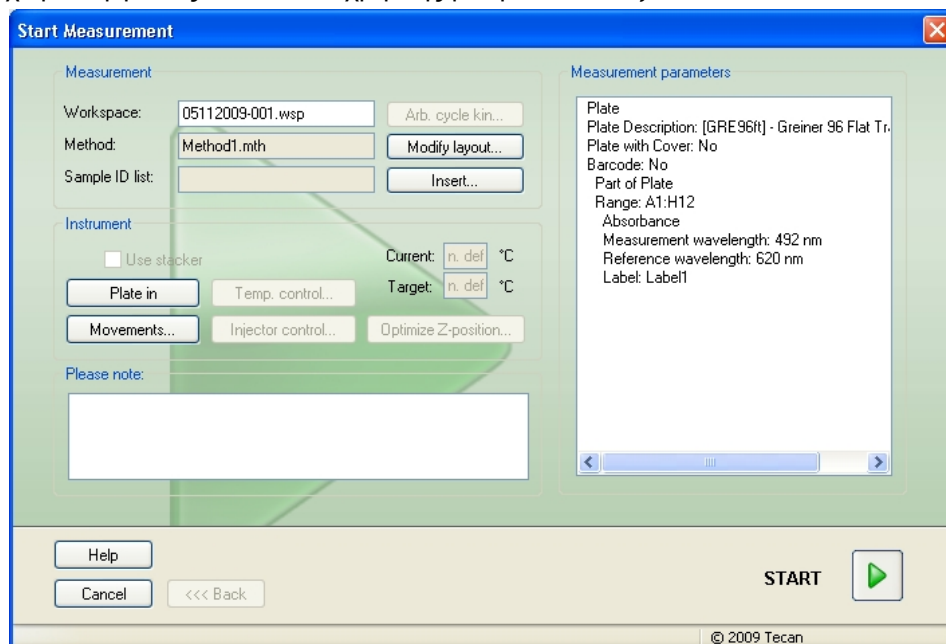 Start Measurement
Measurement
Workspace: 05112009-001.wsp Arb. cycle kin...
Method: Method1.mth Modify layout...
Sample ID list: Insert...
Instrument
Use stacker
Current: n. def °C
Plate in Temp. control... Target: n. def °C
Movements... Injector control... Optimize Z-position...
Please note:
Measurement parameters
Plate
Plate Description: [GRE96ft] - Greiner 96 Flat Tr
Plate with Cover: No
Barcode: No
Part of Plate
Range: A1:H12
Absorbance
Measurement wavelength: 492 nm
Reference wavelength: 620 nm
Label: Label1
Help
Cancel <<< Back
START
© 2009 Tecan